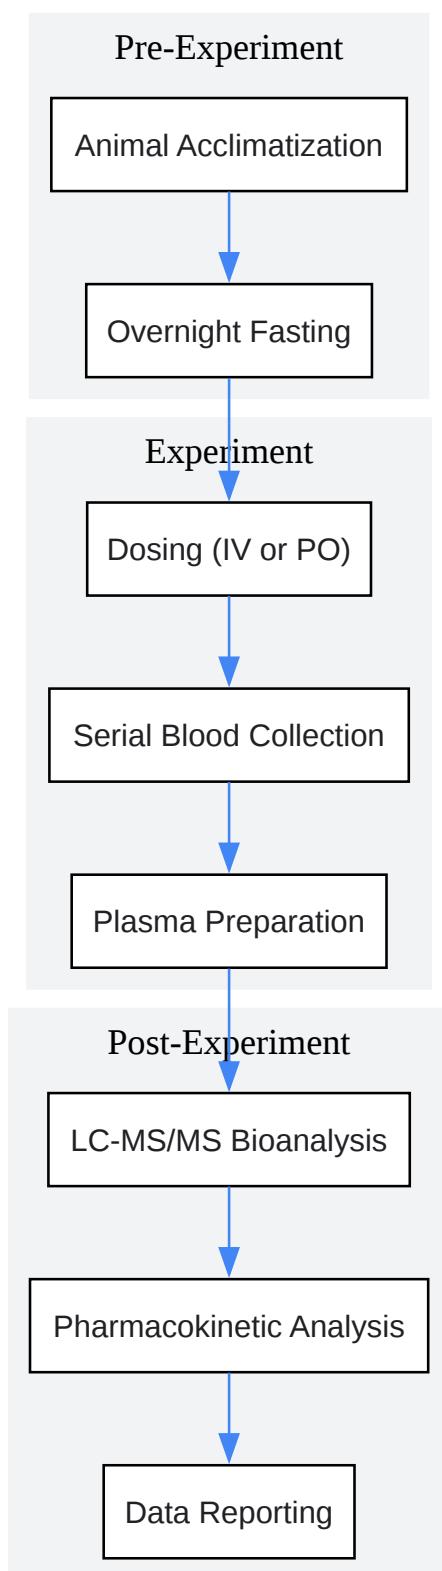 Pre-Experiment
Animal Acclimatization
Overnight Fasting
Experiment
Dosing (IV or PO)
Serial Blood Collection
Plasma Preparation
Post-Experiment
LC-MS/MS Bioanalysis
Pharmacokinetic Analysis
Data Reporting